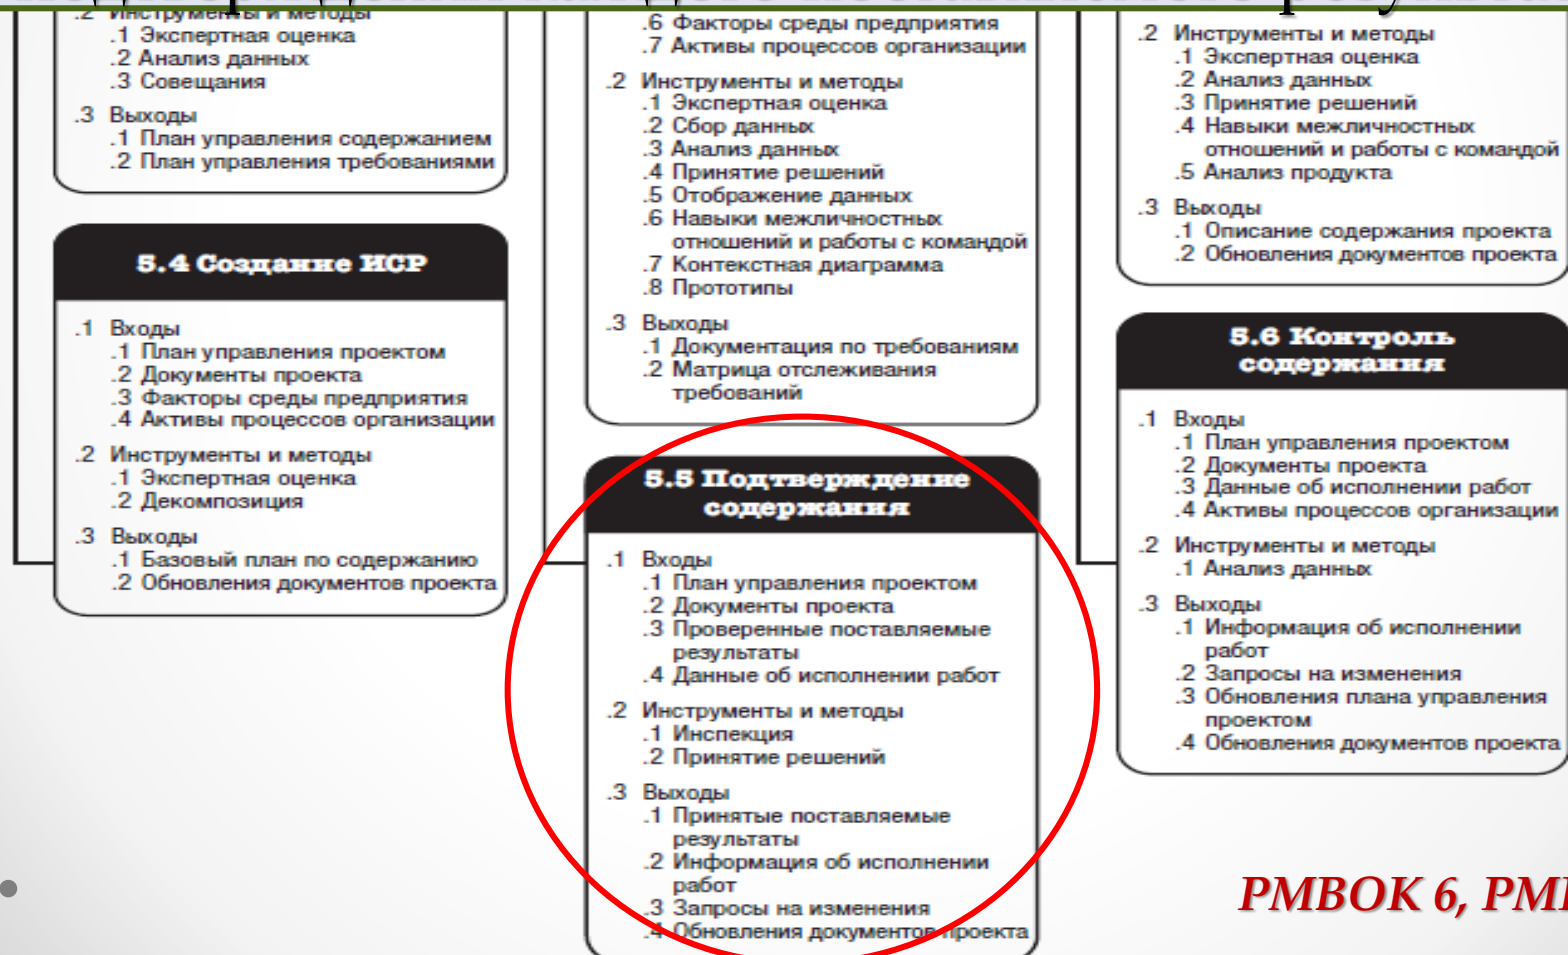 .2 Инструменты и методы
.1 Экспертная оценка
.2 Анализ данных
.3 Совещания
.3 Выходы
.1 План управления содержанием
.2 План управления требованиями
5.4 Создание ИСР
.1 Входы
.1 План управления проектом
.2 Документы проекта
.3 Факторы среды предприятия
.4 Активы процессов организации
.2 Инструменты и методы
.1 Экспертная оценка
.2 Декомпозиция
.3 Выходы
.1 Базовый план по содержанию
.2 Обновления документов проекта
.6 Факторы среды предприятия
.7 Активы процессов организации
.2 Инструменты и методы
.1 Экспертная оценка
.2 Сбор данных
.3 Анализ данных
.4 Принятие решений
.5 Отображение данных
.6 Навыки межличностных
отношений и работы с командой
.7 Контекстная диаграмма
.8 Прототипы
.3 Выходы
.1 Документация по требованиям
.2 Матрица отслеживания
требований
5.5 Подтверждение
содержания
.1 Входы
.1 План управления проектом
.2 Документы проекта
.3 Проверенные поставляемые
результаты
.4 Данные об исполнении работ
.2 Инструменты и методы
.1 Инспекция
.2 Принятие решений
.3 Выходы
.1 Принятые поставляемые
результаты
.2 Информация об исполнении
работ
.3 Запросы на изменения
.4 Обновления документов проекта
.2 Инструменты и методы
.1 Экспертная оценка
.2 Анализ данных
.3 Принятие решений
.4 Навыки межличностных
отношений и работы с командой
.5 Анализ продукта
.3 Выходы
.1 Описание содержания проекта
.2 Обновления документов проекта
5.6 Контроль
содержания
.1 Входы
.1 План управления проектом
.2 Документы проекта
.3 Данные об исполнении работ
.4 Активы процессов организации
.2 Инструменты и методы
.1 Анализ данных
.3 Выходы
.1 Информация об исполнении
работ
.2 Запросы на изменения
.3 Обновления плана управления
проектом
.4 Обновления документов проекта
PMBOK 6, PM